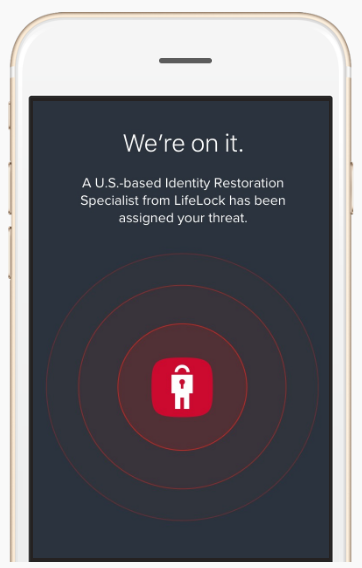 We're on it.
A U.S.-based Identity Restoration
Specialist from LifeLock has been
assigned your threat.